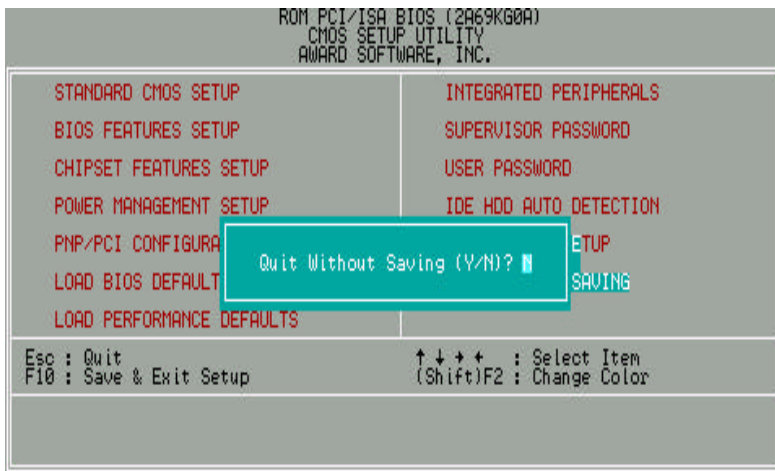 ROM PCI/ISA BIOS (2A69KG0A)
CMOS SETUP UTILITY
AWARD SOFTWARE, INC.
STANDARD CMOS SETUP
BIOS FEATURES SETUP
CHIPSET FEATURES SETUP
POWER MANAGEMENT SETUP
PNP/PCI CONFIGURA
LOAD BIOS DEFAULT
LOAD PERFORMANCE DEFAULTS
INTEGRATED PERIPHERALS
SUPERVISOR PASSWORD
USER PASSWORD
IDE HDD AUTO DETECTION
ETUP
SAVING
Quit Without Saving (Y/N)? N
Esc : Quit
F10 : Save & Exit Setup
↑ ↓ → ← : Select Item
(Shift)F2 : Change Color